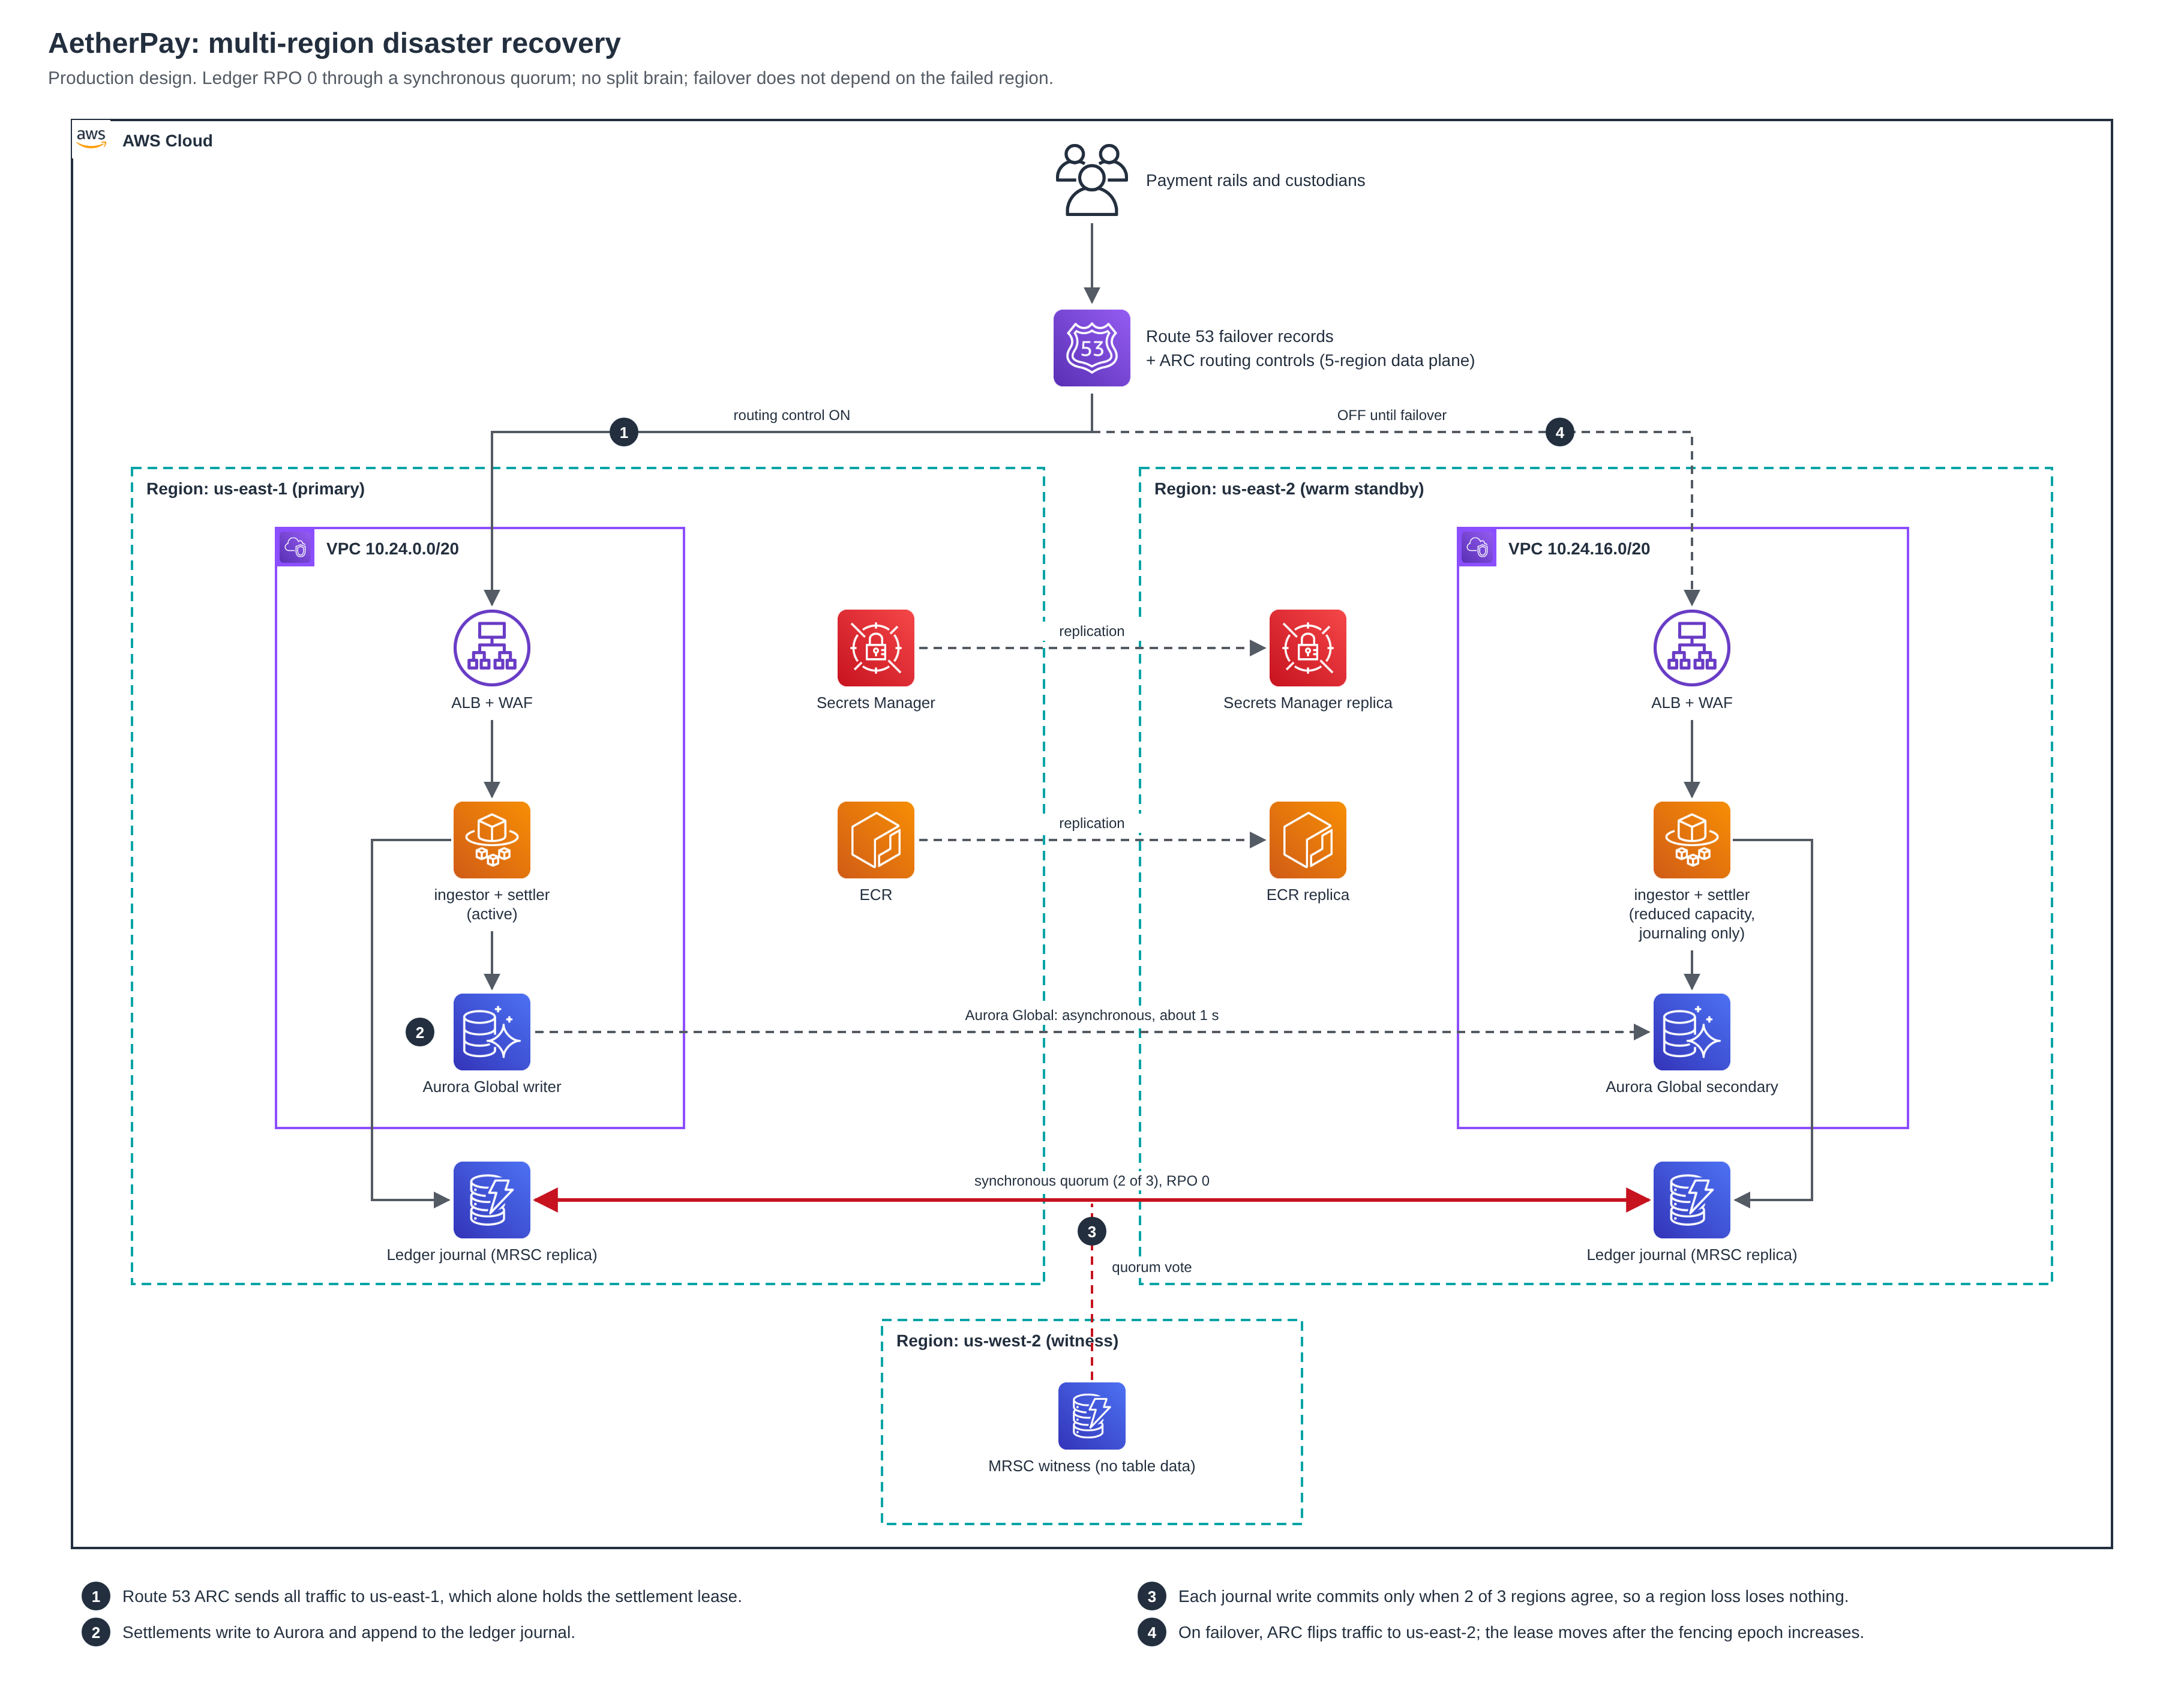 AetherPay: multi-region disaster recovery
Production design. Ledger RPO 0 through a synchronous quorum; no split brain; failover does not depend on the failed region.
aws
AWS Cloud
Payment rails and custodians
53
Route 53 failover records
+ ARC routing controls (5-region data plane)
routing control ON
OFF until failover
1
4
Region: us-east-1 (primary)
Region: us-east-2 (warm standby)
VPC 10.24.0.0/20
VPC 10.24.16.0/20
replication
ALB + WAF
Secrets Manager
Secrets Manager replica
ALB + WAF
replication
ingestor + settler
(active)
ECR
ECR replica
ingestor + settler
(reduced capacity,
journaling only)
Aurora Global: asynchronous, about 1 s
2
Aurora Global writer
Aurora Global secondary
synchronous quorum (2 of 3), RPO 0
3
Ledger journal (MRSC replica)
Ledger journal (MRSC replica)
quorum vote
Region: us-west-2 (witness)
MRSC witness (no table data)
1 Route 53 ARC sends all traffic to us-east-1, which alone holds the settlement lease.
2 Settlements write to Aurora and append to the ledger journal.
3 Each journal write commits only when 2 of 3 regions agree, so a region loss loses nothing.
4 On failover, ARC flips traffic to us-east-2; the lease moves after the fencing epoch increases.